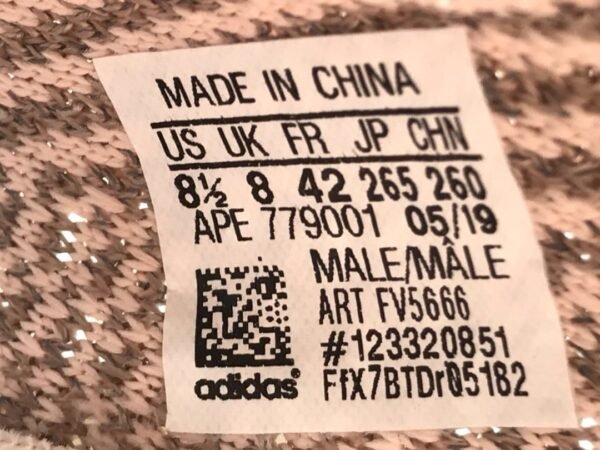 MADE IN CHINA
US UK FR JP CHN
8½ 8 42 265 260
APE 779001 05/19
MALE/MÂLE
ART FV5666
#123320851
adidas® FfX7BTDrQ5182